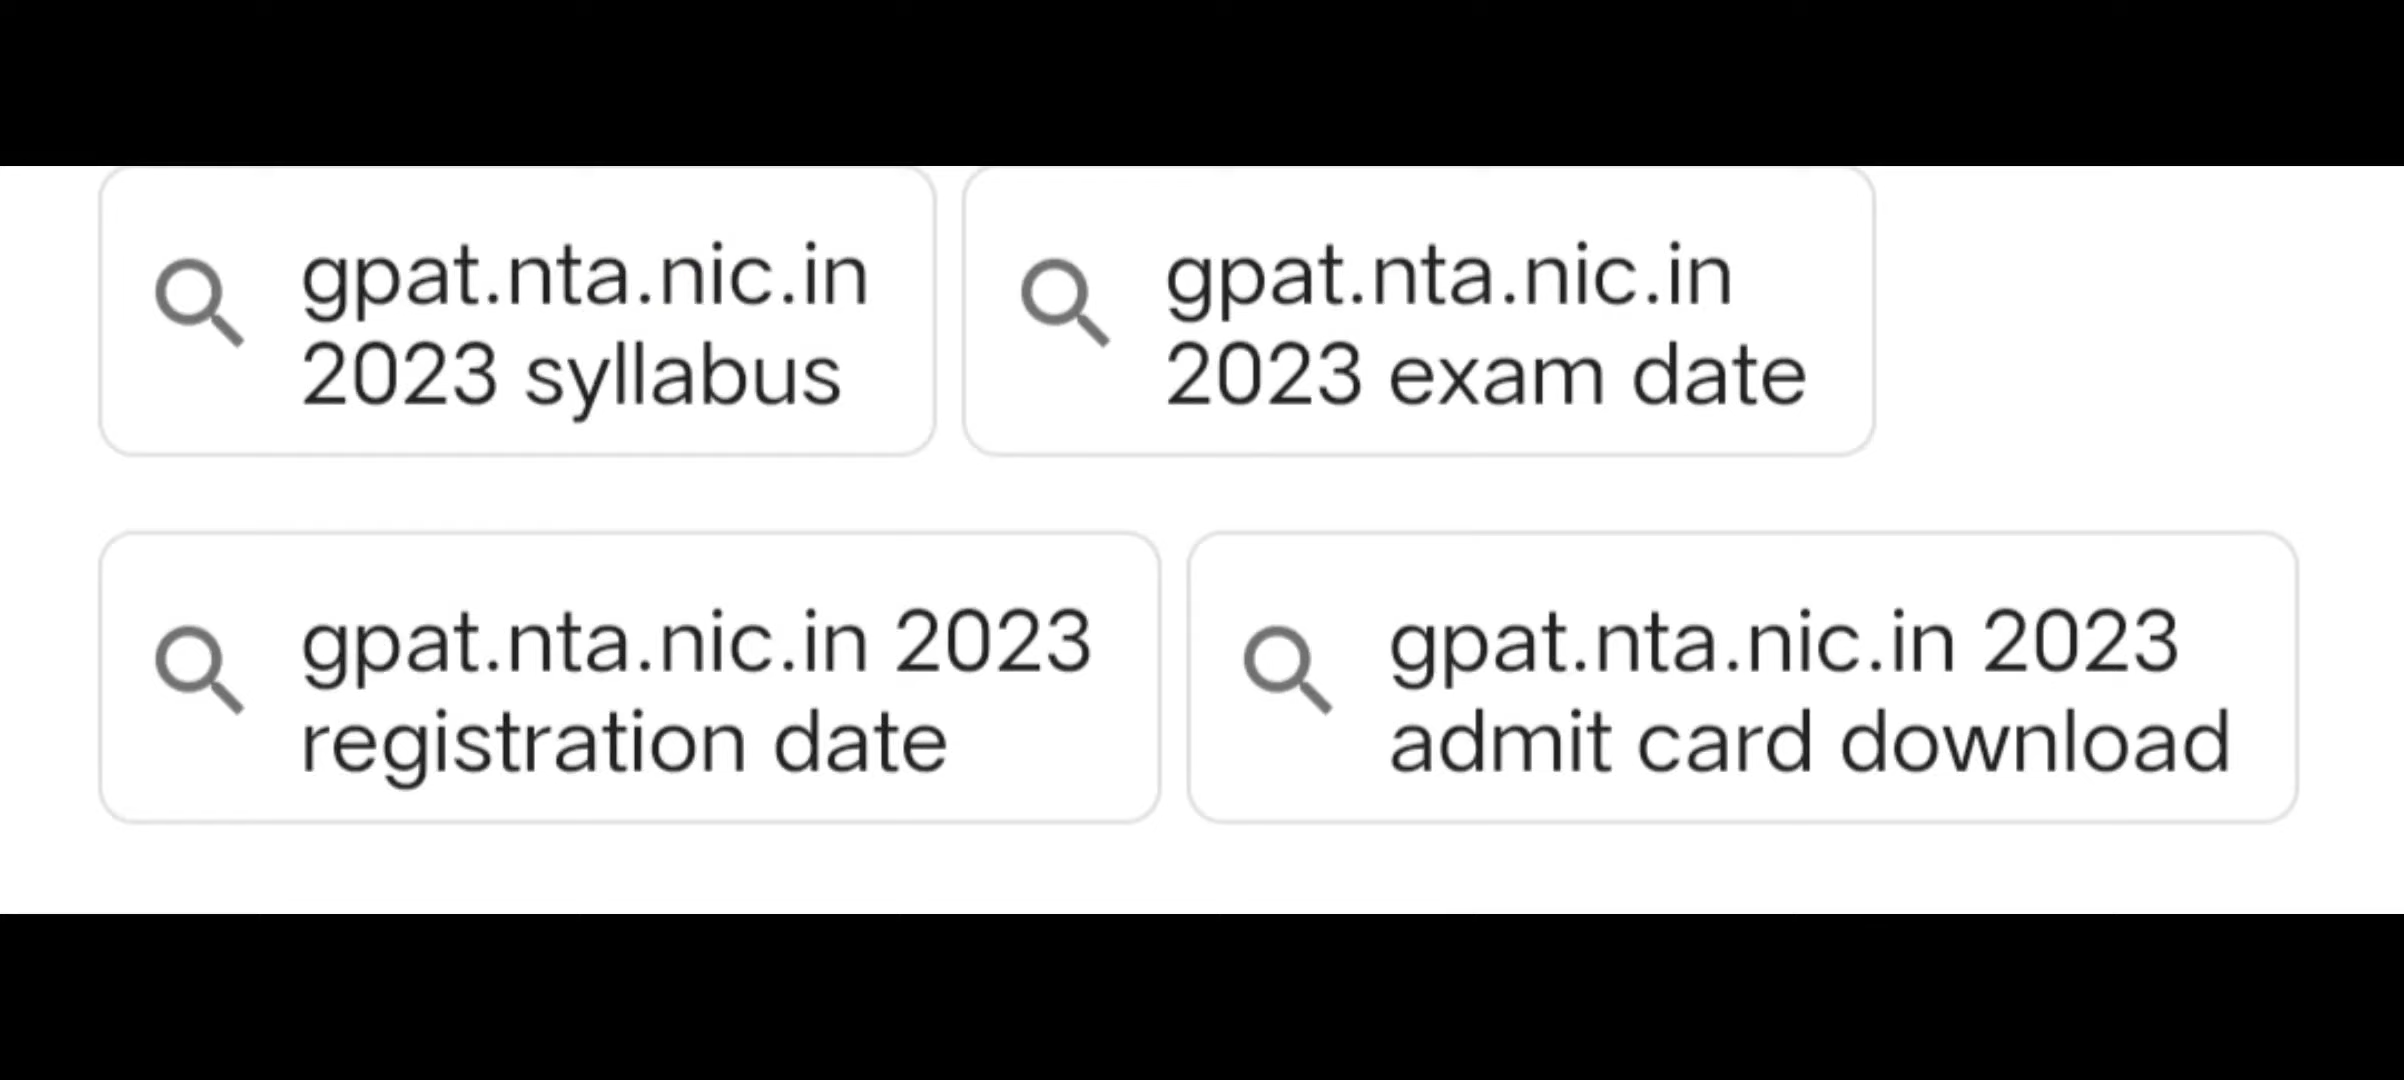 gpat.nta.nic.in
2023 syllabus
gpat.nta.nic.in
2023 exam date
gpat.nta.nic.in 2023
registration date
gpat.nta.nic.in 2023
admit card download